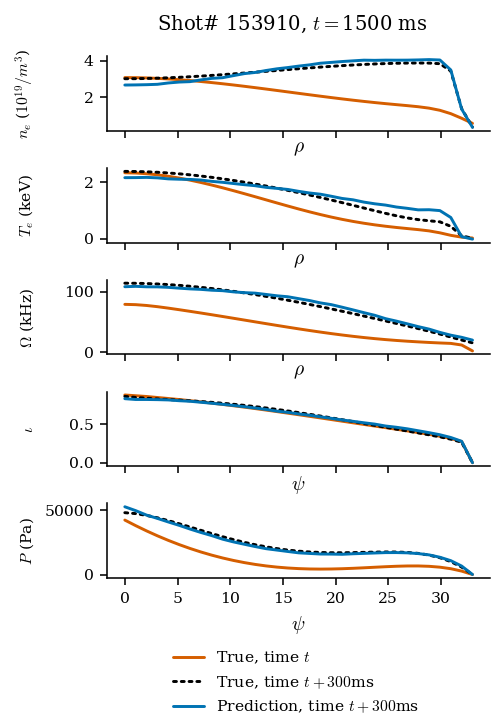 Shot# 153910, t = 1500 ms
n_e (10^19/m^3)
4
2
ρ
T_e (keV)
2
0
ρ
Ω (kHz)
100
0
ρ
ι
0.5
0.0
ψ
P (Pa)
50000
0
0 5 10 15 20 25 30
ψ
True, time t
True, time t + 300ms
Prediction, time t + 300ms